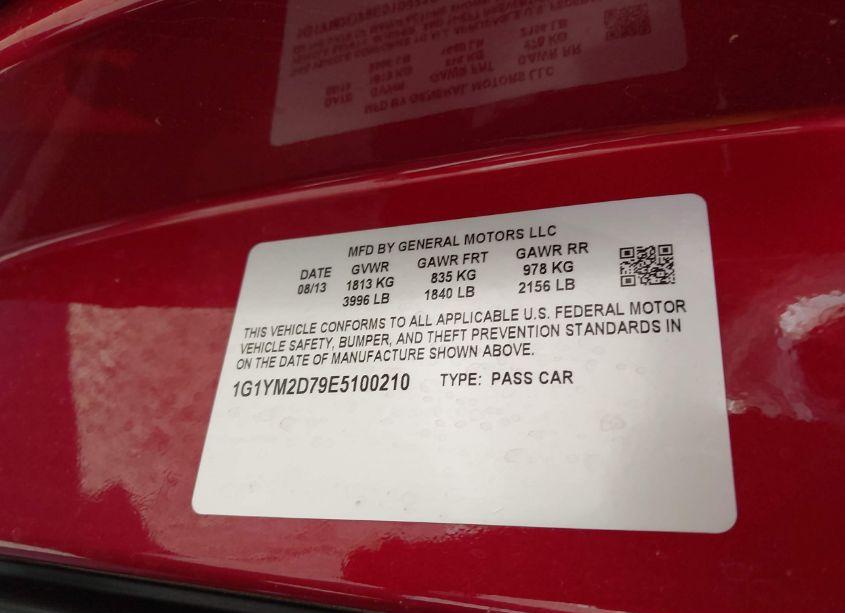 MFD BY GENERAL MOTORS LLC
DATE GVWR GAWR FRT GAWR RR
08/13 1813 KG 835 KG 978 KG
3996 LB 1840 LB 2156 LB
THIS VEHICLE CONFORMS TO ALL APPLICABLE U.S. FEDERAL MOTOR
VEHICLE SAFETY, BUMPER, AND THEFT PREVENTION STANDARDS IN
ON THE DATE OF MANUFACTURE SHOWN ABOVE.
1G1YM2D79E5100210 TYPE: PASS CAR